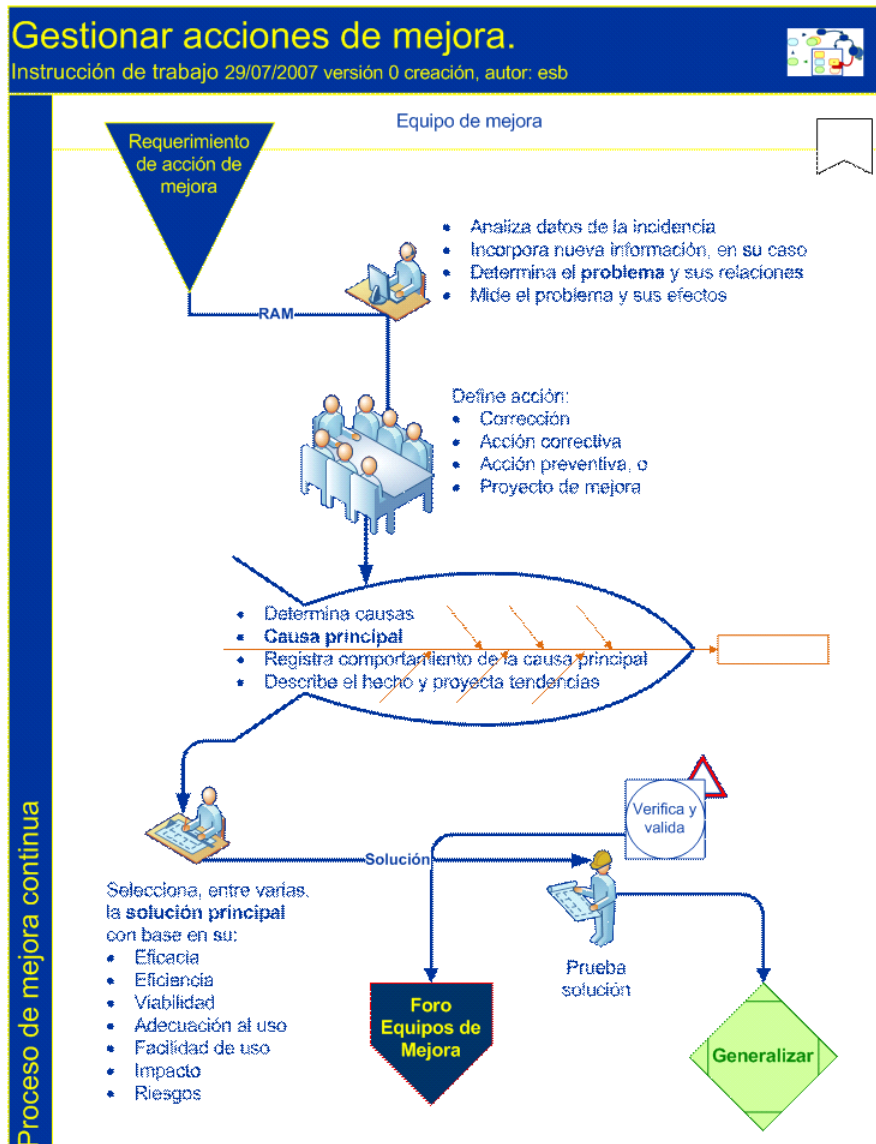 Gestionar acciones de mejora.
Instrucción de trabajo 29/07/2007 versión 0 creación, autor: esb
Equipo de mejora
Requerimiento
de acción de
mejora
• Analiza datos de la incidencia
• Incorpora nueva información, en su caso
• Determina el problema y sus relaciones
• Mide el problema y sus efectos
RAM
Define acción:
• Corrección
• Acción correctiva
• Acción preventiva, o
• Proyecto de mejora
• Determina causas
• Causa principal
• Registra comportamiento de la causa principal
• Describe el hecho y proyecta tendencias
Verifica y
valida
Solución
Selecciona, entre varias,
la solución principal
con base en su:
• Eficacia
• Eficiencia
• Viabilidad
• Adecuación al uso
• Facilidad de uso
• Impacto
• Riesgos
Prueba
solución
Foro
Equipos de
Mejora
Generalizar
Proceso de mejora continua